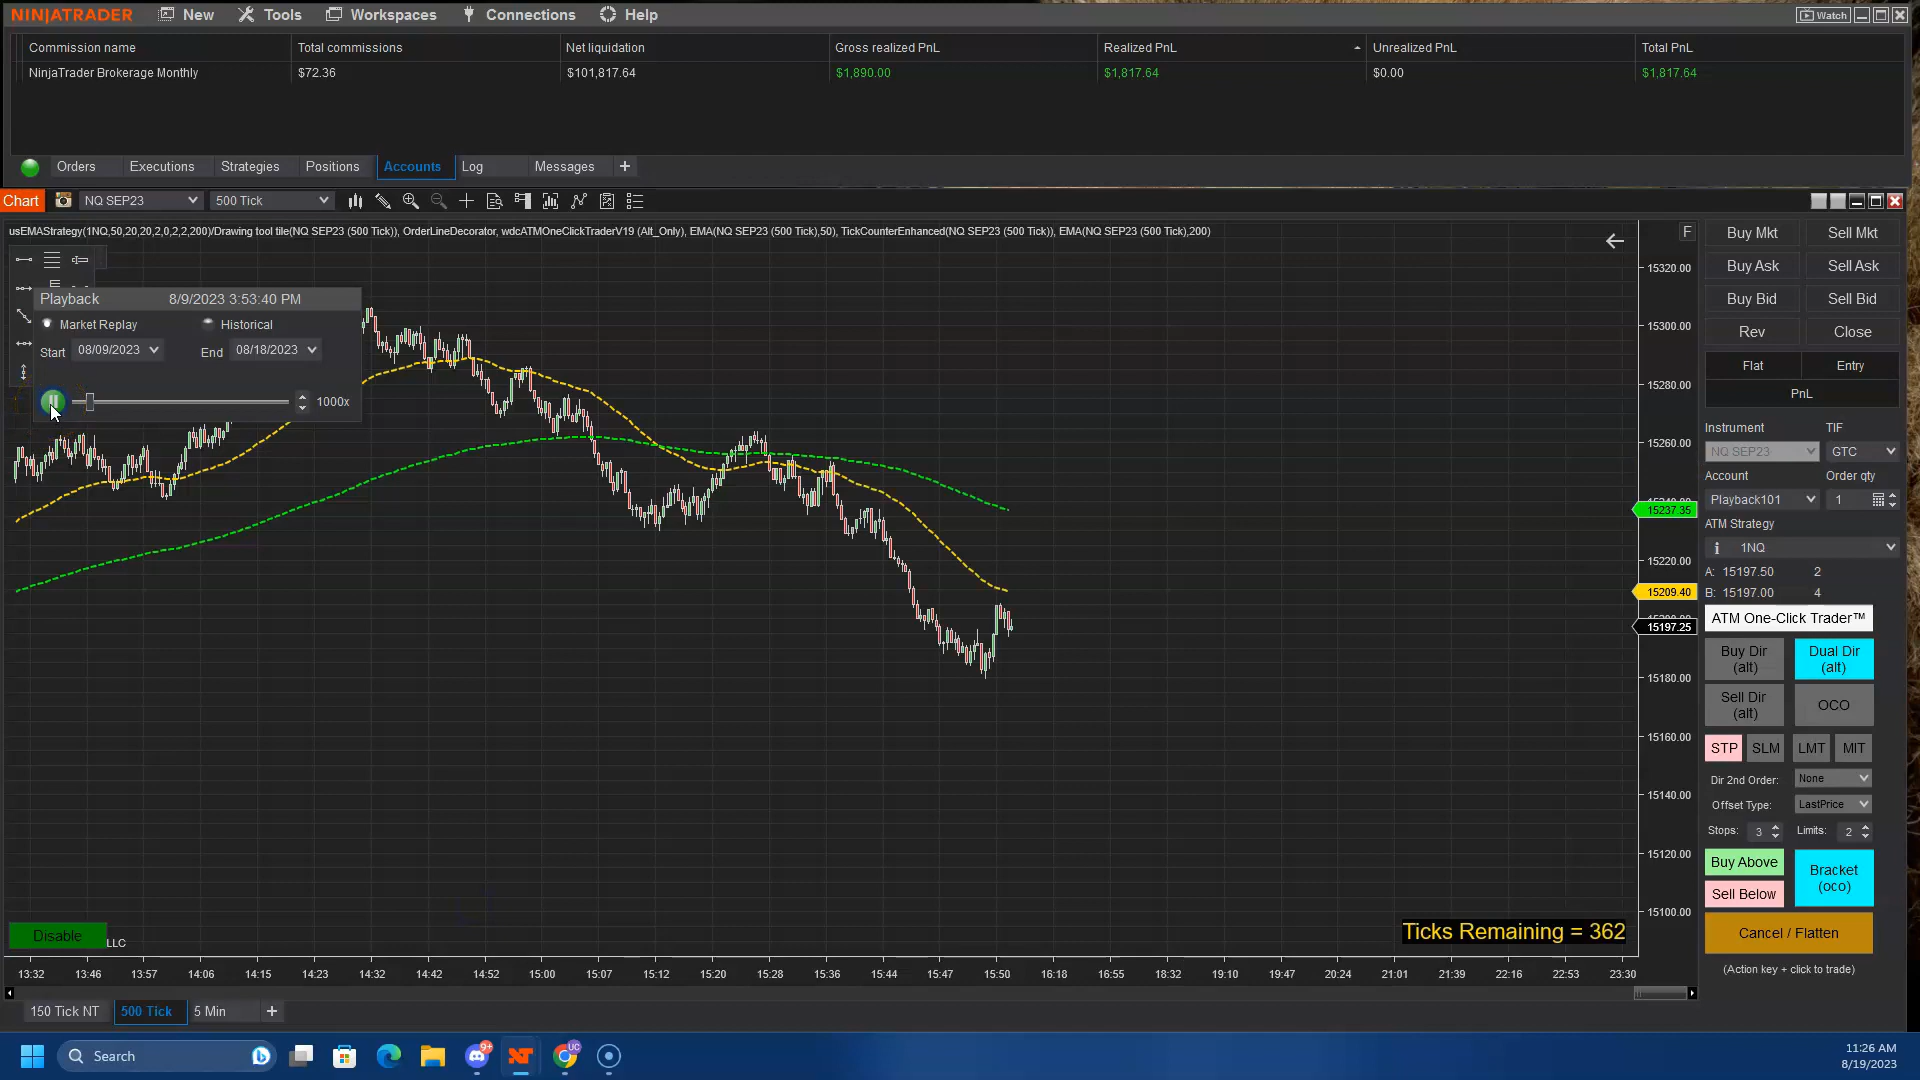 NINJATRADER New Tools Workspaces Connections Help Watch
Commission name Total commissions Net liquidation Gross realized PnL Realized PnL Unrealized PnL Total PnL
NinjaTrader Brokerage Monthly $72.36 $101,817.64 $1,890.00 $1,817.64 $0.00 $1,817.64
Orders Executions Strategies Positions Accounts Log Messages +
Chart NQ SEP23 500 Tick
usEMAStrategy(1NQ,50,20,20,2,0,2,2,200)/Drawing tool tile(NQ SEP23 (500 Tick)), OrderLineDecorator, wdcATMOneClickTraderV19 (Alt_Only), EMA(NQ SEP23 (500 Tick),50), TickCounterEnhanced(NQ SEP23 (500 Tick)), EMA(NQ SEP23 (500 Tick),200)
F
Playback 8/9/2023 3:53:40 PM
Market Replay Historical
Start 08/09/2023 End 08/18/2023
1000x
15320.00
15300.00
15280.00
15260.00
15237.35
15220.00
15209.40
15197.25
15180.00
15160.00
15140.00
15120.00
15100.00
Buy Mkt Sell Mkt
Buy Ask Sell Ask
Buy Bid Sell Bid
Rev Close
Flat Entry
PnL
Instrument TIF
NQ SEP23 GTC
Account Order qty
Playback101 1
ATM Strategy
1NQ
A: 15197.50 2
B: 15197.00 4
ATM One-Click Trader™
Buy Dir (alt) Dual Dir (alt)
Sell Dir (alt) OCO
STP SLM LMT MIT
Dir 2nd Order: None
Offset Type: LastPrice
Stops: 3 Limits: 2
Buy Above Bracket (oco)
Sell Below
Cancel / Flatten
(Action key + click to trade)
Disable LLC
Ticks Remaining = 362
13:32 13:46 13:57 14:06 14:15 14:23 14:32 14:42 14:52 15:00 15:07 15:12 15:20 15:28 15:36 15:44 15:47 15:50 16:18 16:55 18:32 19:10 19:47 20:24 21:01 21:39 22:16 22:53 23:30
150 Tick NT 500 Tick 5 Min +
Search 9+ NT UC
11:26 AM
8/19/2023